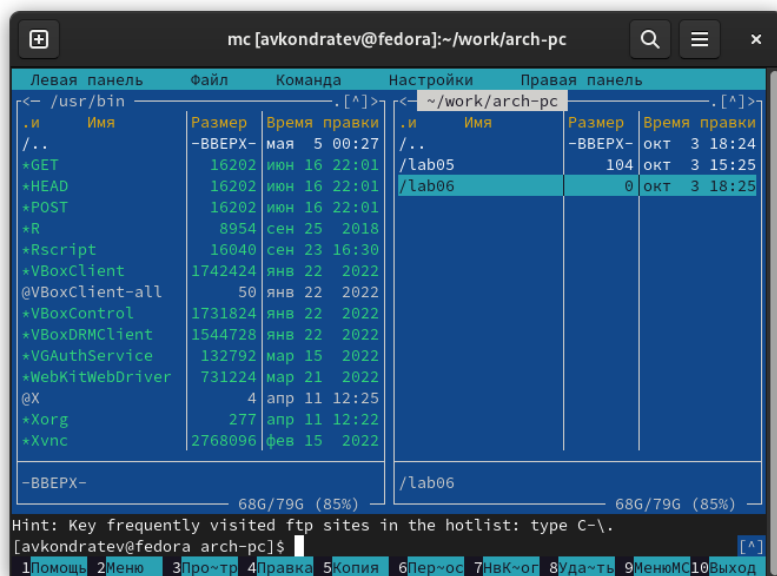 mc [avkondratev@fedora]:~/work/arch-pc
Левая панель Файл Команда Настройки Правая панель
<— /usr/bin .[^]> <— ~/work/arch-pc .[^]>
.и Имя Размер Время правки .и Имя Размер Время правки
/.. -ВВЕРХ- мая 5 00:27 /.. -ВВЕРХ- окт 3 18:24
*GET 16202 июн 16 22:01 /lab05 104 окт 3 15:25
*HEAD 16202 июн 16 22:01 /lab06 0 окт 3 18:25
*POST 16202 июн 16 22:01
*R 8954 сен 25 2018
*Rscript 16040 сен 23 16:30
*VBoxClient 1742424 янв 22 2022
@VBoxClient-all 50 янв 22 2022
*VBoxControl 1731824 янв 22 2022
*VBoxDRMClient 1544728 янв 22 2022
*VGAuthService 132792 мар 15 2022
*WebKitWebDriver 731224 мар 21 2022
@X 4 апр 11 12:25
*Xorg 277 апр 11 12:22
*Xvnc 2768096 фев 15 2022
-ВВЕРХ- /lab06
68G/79G (85%) 68G/79G (85%)
Hint: Key frequently visited ftp sites in the hotlist: type C-\.
[avkondratev@fedora arch-pc]$ [^]
1Помощь 2Меню 3Про~тр 4Правка 5Копия 6Пер~ос 7НвК~ог 8Уда~ть 9МенюМС 10Выход